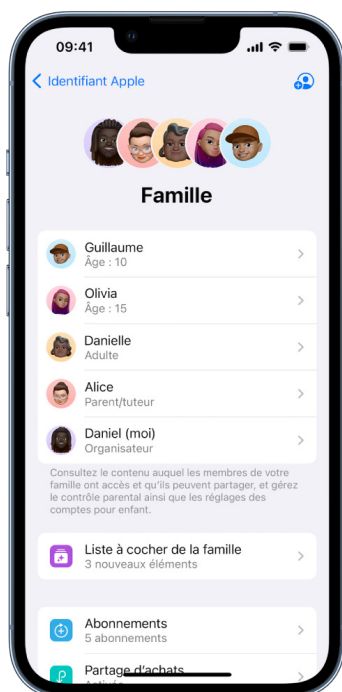 09:41
Identifiant Apple
Famille
Guillaume
Âge : 10
Olivia
Âge : 15
Danielle
Adulte
Alice
Parent/tuteur
Daniel (moi)
Organisateur
Consultez le contenu auquel les membres de votre
famille ont accès et qu'ils peuvent partager, et gérez
le contrôle parental ainsi que les réglages des
comptes pour enfant.
Liste à cocher de la famille
3 nouveaux éléments
Abonnements
5 abonnements
Partage d'achats